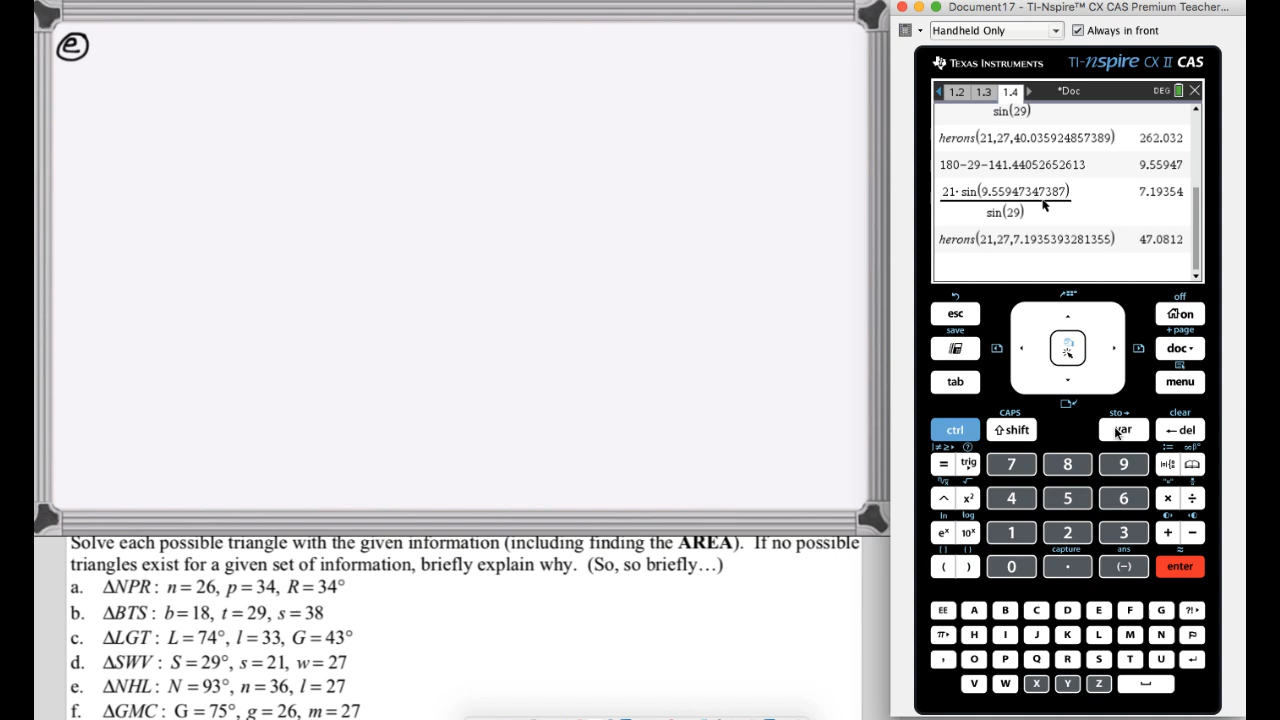 Document17 - TI-Nspire™ CX CAS Premium Teacher...
Handheld Only
Always in front
e
TEXAS INSTRUMENTS TI-nspire CX II CAS
1.2 1.3 1.4 *Doc DEG
sin(29)
herons(21,27,40.035924857389) 262.032
180−29−141.44052652613 9.55947
21·sin(9.55947347387) 7.19354
sin(29)
herons(21,27,7.1935393281355) 47.0812
off
esc on
save + page
doc
tab menu
CAPS sto→ clear
ctrl shift var ← del
= trig 7 8 9
^ x² 4 5 6 × ÷
ln log
eˣ 10ˣ 1 2 3 + −
capture ans ≈
( ) 0 . (−) enter
EE A B C D E F G ?!▸
π▸ H I J K L M N
, O P Q R S T U ↵
V W X Y Z
Solve each possible triangle with the given information (including finding the AREA). If no possible
triangles exist for a given set of information, briefly explain why. (So, so briefly…)
a. ΔNPR: n = 26, p = 34, R = 34°
b. ΔBTS: b = 18, t = 29, s = 38
c. ΔLGT: L = 74°, l = 33, G = 43°
d. ΔSWV: S = 29°, s = 21, w = 27
e. ΔNHL: N = 93°, n = 36, l = 27
f. ΔGMC: G = 75°, g = 26, m = 27